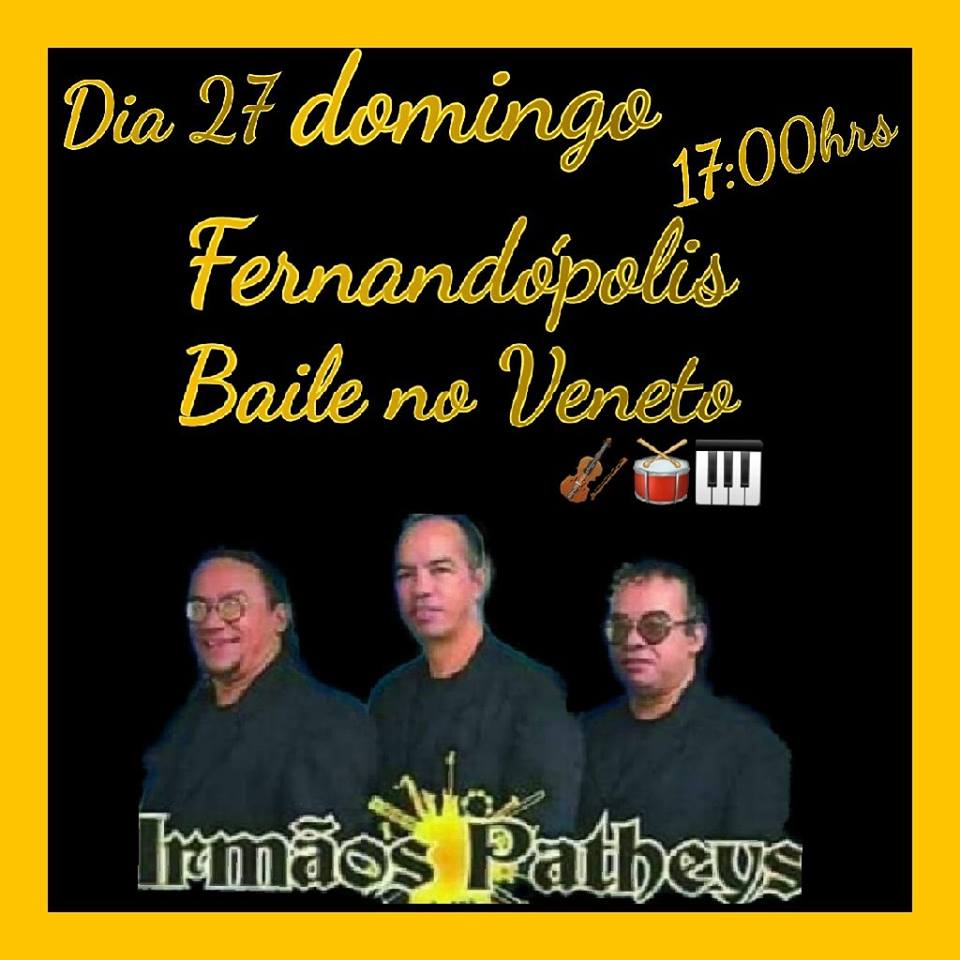 Dia 27 domingo
17:00hrs
Fernandópolis
Baile no Veneto
Irmãos Patheys